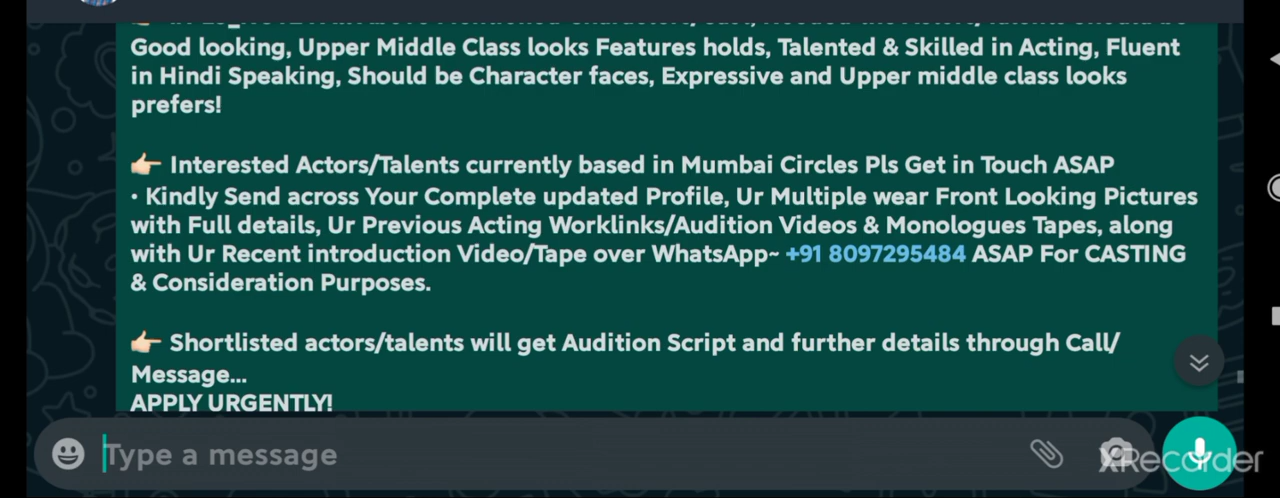 Good looking, Upper Middle Class looks Features holds, Talented & Skilled in Acting, Fluent
in Hindi Speaking, Should be Character faces, Expressive and Upper middle class looks
prefers!
👉🏻 Interested Actors/Talents currently based in Mumbai Circles Pls Get in Touch ASAP
• Kindly Send across Your Complete updated Profile, Ur Multiple wear Front Looking Pictures
with Full details, Ur Previous Acting Worklinks/Audition Videos & Monologues Tapes, along
with Ur Recent introduction Video/Tape over WhatsApp~ +91 8097295484 ASAP For CASTING
& Consideration Purposes.
👉🏻 Shortlisted actors/talents will get Audition Script and further details through Call/
Message...
APPLY URGENTLY!
Type a message
XRecorder